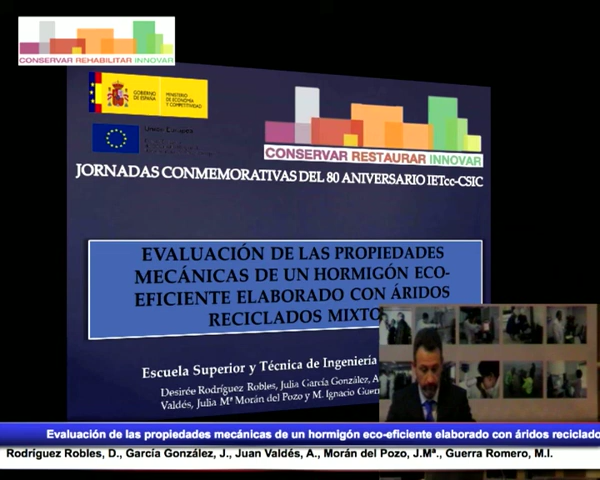 CONSERVAR REHABILITAR INNOVAR
GOBIERNO DE ESPAÑA
MINISTERIO DE ECONOMÍA Y COMPETITIVIDAD
CONSERVAR RESTAURAR INNOVAR
JORNADAS CONMEMORATIVAS DEL 80 ANIVERSARIO IETcc-CSIC
EVALUACIÓN DE LAS PROPIEDADES
MECÁNICAS DE UN HORMIGÓN ECO-
EFICIENTE ELABORADO CON ÁRIDOS
RECICLADOS MIXTO
Escuela Superior y Técnica de Ingeniería
Desirée Rodríguez Robles, Julia García González, A
Valdés, Julia Mª Morán del Pozo y M. Ignacio Guer
Evaluación de las propiedades mecánicas de un hormigón eco-eficiente elaborado con áridos reciclado
Rodríguez Robles, D., García González, J., Juan Valdés, A., Morán del Pozo, J.Mª., Guerra Romero, M.I.